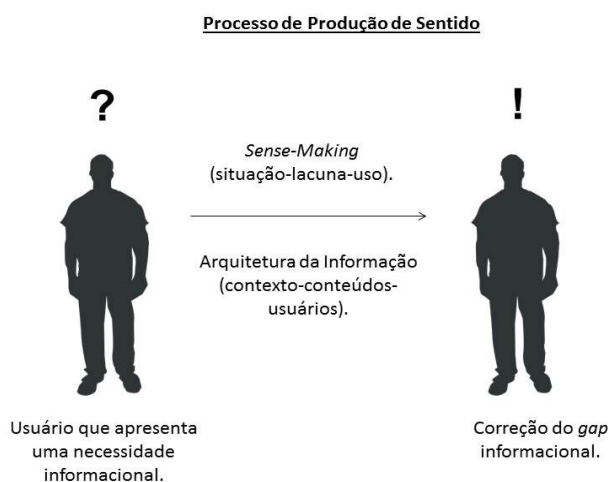 Processo de Produção de Sentido
?
!
Sense-Making
(situação-lacuna-uso).
Arquitetura da Informação
(contexto-conteúdos-
usuários).
Usuário que apresenta
uma necessidade
informacional.
Correção do gap
informacional.